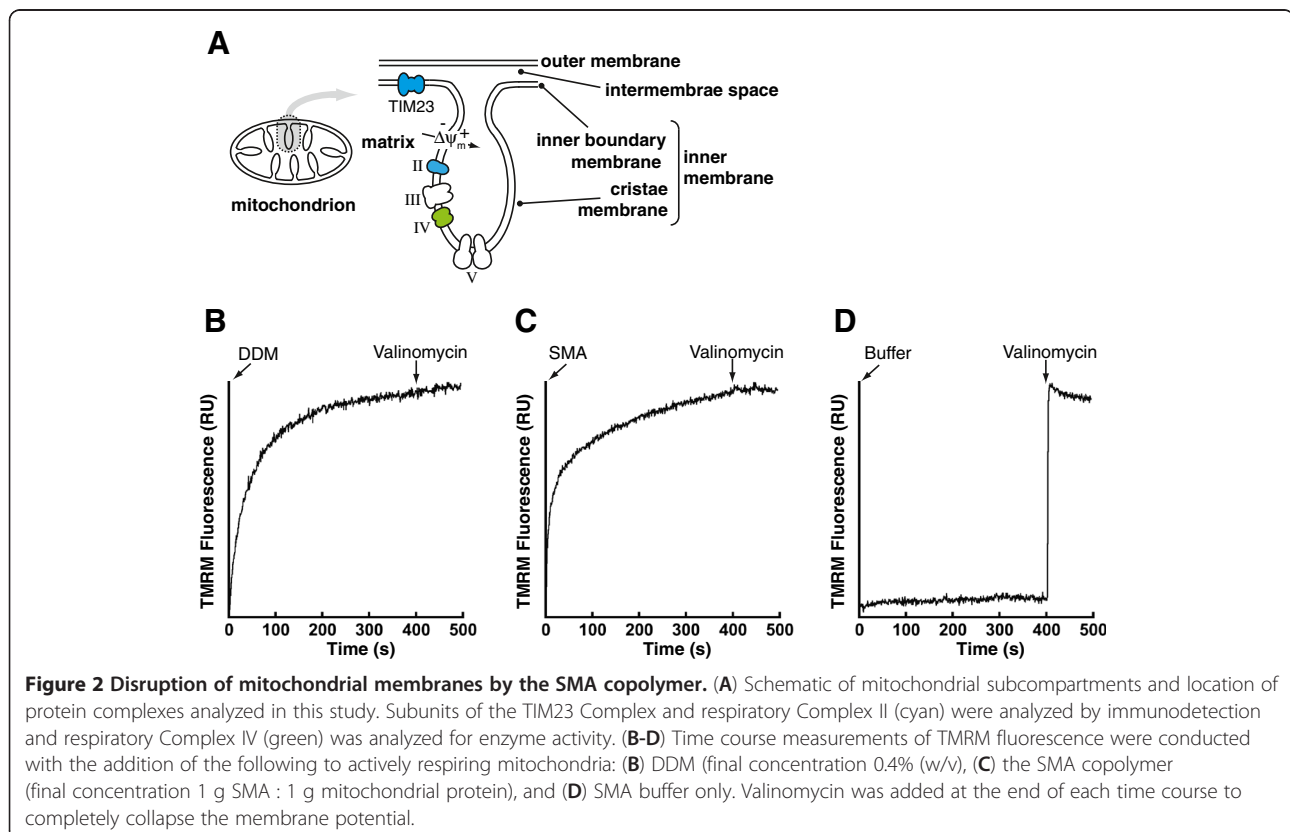 A
outer membrane
intermembrae space
TIM23
matrix
- Δψm +
inner boundary
membrane
inner
membrane
II
III
cristae
membrane
IV
V
mitochondrion
B
DDM
Valinomycin
TMRM Fluorescence (RU)
0 100 200 300 400 500
Time (s)
C
SMA
Valinomycin
TMRM Fluorescence (RU)
0 100 200 300 400 500
Time (s)
D
Buffer
Valinomycin
TMRM Fluorescence (RU)
0 100 200 300 400 500
Time (s)
Figure 2 Disruption of mitochondrial membranes by the SMA copolymer. (A) Schematic of mitochondrial subcompartments and location of
protein complexes analyzed in this study. Subunits of the TIM23 Complex and respiratory Complex II (cyan) were analyzed by immunodetection
and respiratory Complex IV (green) was analyzed for enzyme activity. (B-D) Time course measurements of TMRM fluorescence were conducted
with the addition of the following to actively respiring mitochondria: (B) DDM (final concentration 0.4% (w/v), (C) the SMA copolymer
(final concentration 1 g SMA : 1 g mitochondrial protein), and (D) SMA buffer only. Valinomycin was added at the end of each time course to
completely collapse the membrane potential.